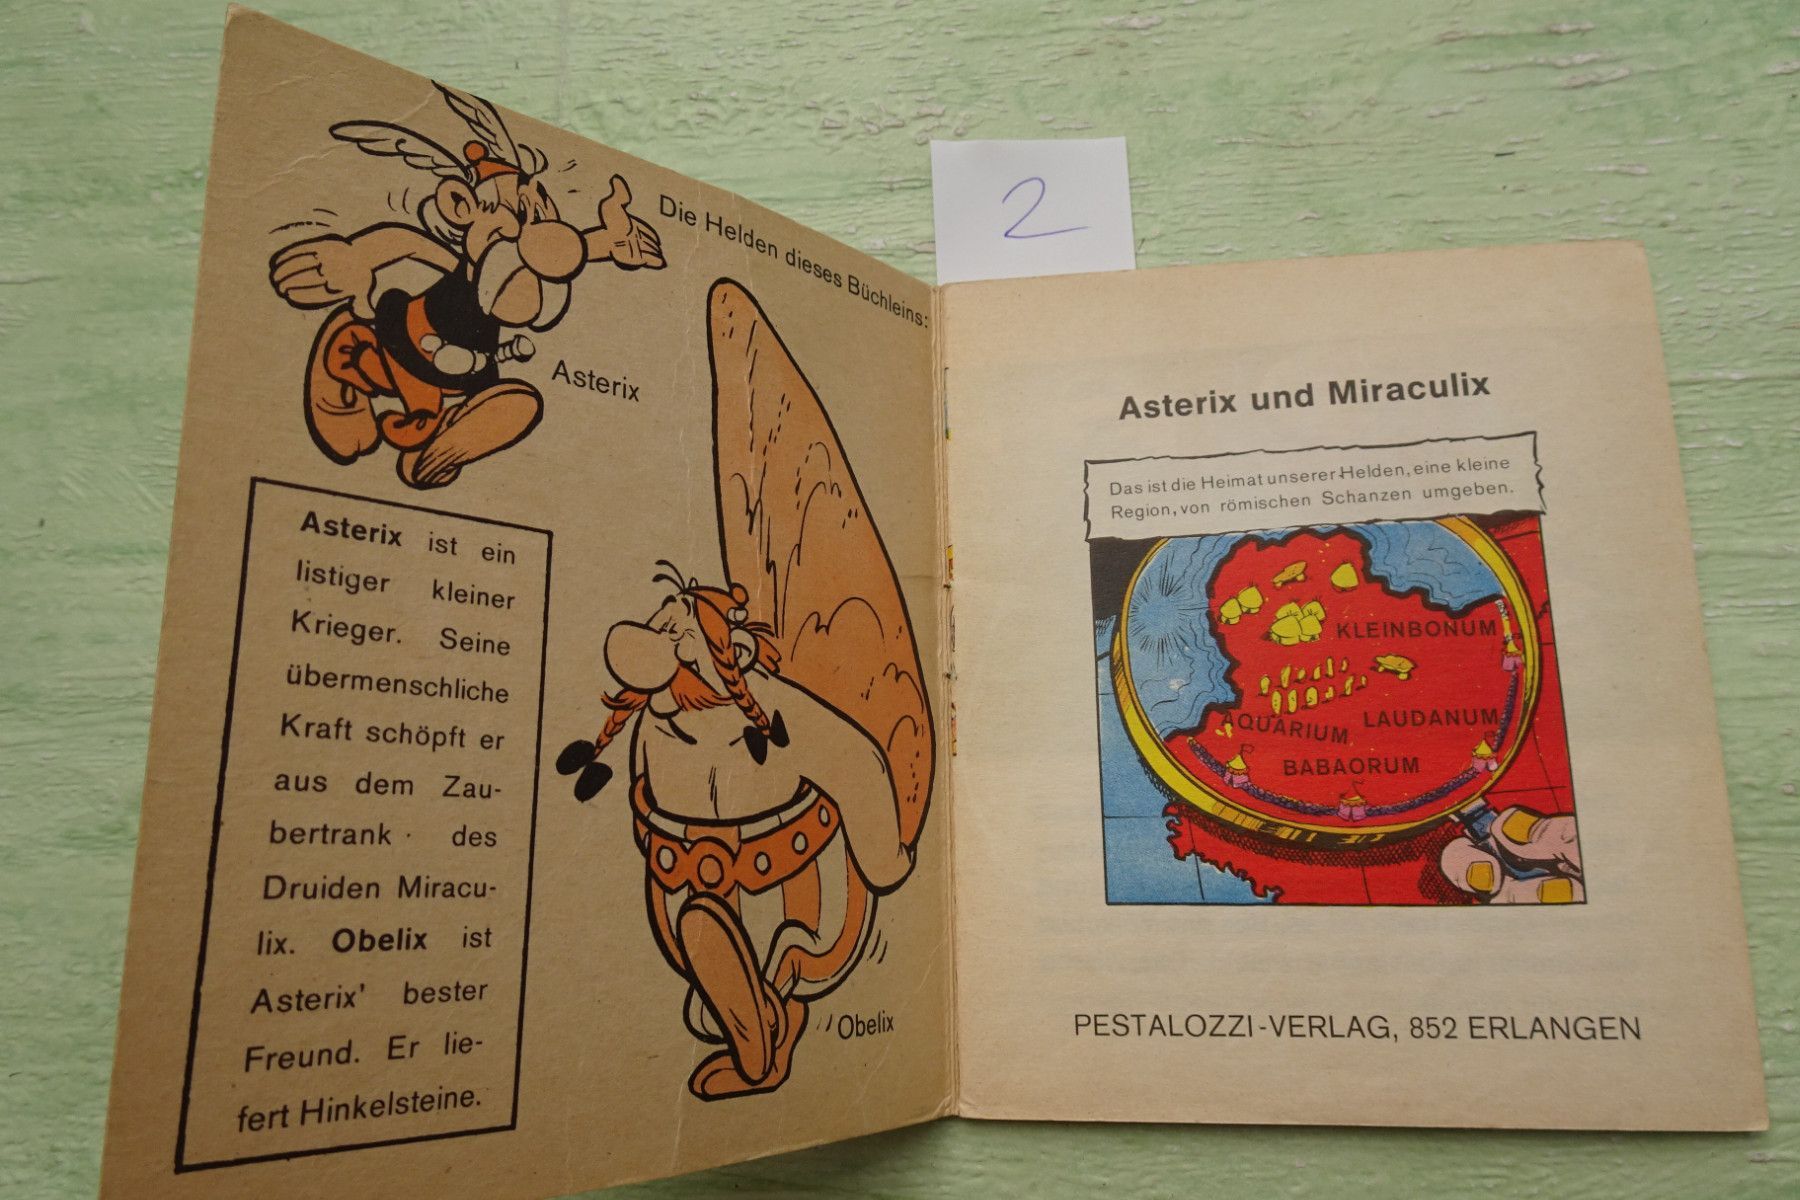 Die Helden dieses Büchleins:
Asterix
Asterix ist ein
listiger kleiner
Krieger. Seine
übermenschliche
Kraft schöpft er
aus dem Zau-
bertrank des
Druiden Miracu-
lix. Obelix ist
Asterix' bester
Freund. Er lie-
fert Hinkelsteine.
Obelix
2
Asterix und Miraculix
Das ist die Heimat unserer Helden, eine kleine
Region, von römischen Schanzen umgeben.
KLEINBONUM
AQUARIUM
LAUDANUM
BABAORUM
PESTALOZZI-VERLAG, 852 ERLANGEN